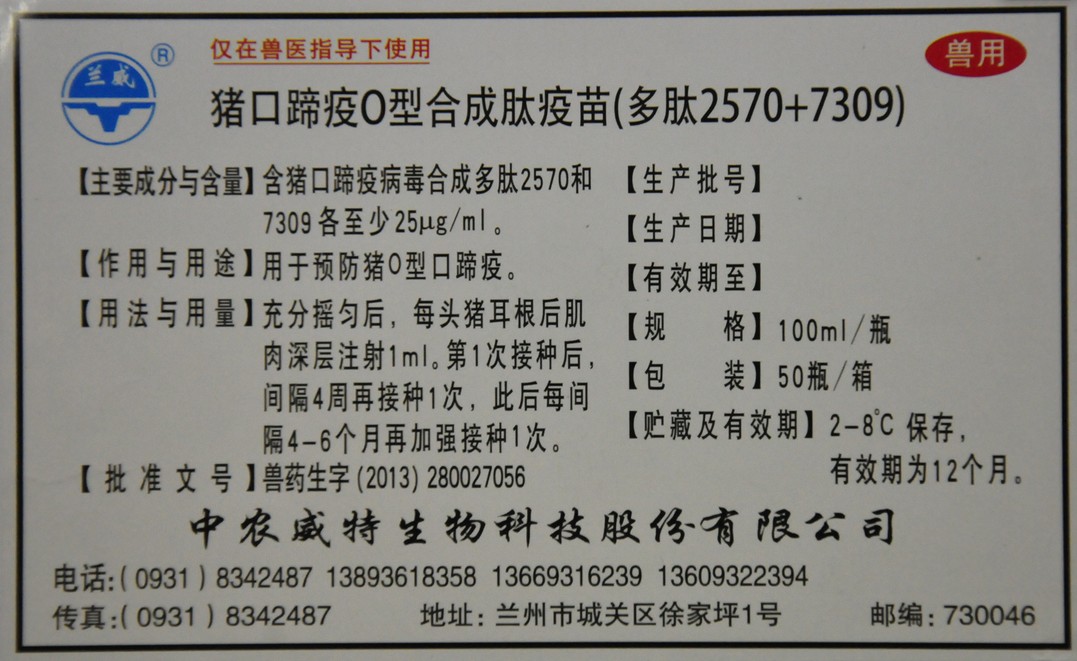 兰威
®
仅在兽医指导下使用
兽用
猪口蹄疫O型合成肽疫苗(多肽2570+7309)
【主要成分与含量】含猪口蹄疫病毒合成多肽2570和
7309各至少25μg/ml。
【作用与用途】用于预防猪O型口蹄疫。
【用法与用量】充分摇匀后，每头猪耳根后肌
肉深层注射1ml。第1次接种后，
间隔4周再接种1次，此后每间
隔4-6个月再加强接种1次。
【批准文号】兽药生字(2013)280027056
【生产批号】
【生产日期】
【有效期至】
【规 格】100ml/瓶
【包 装】50瓶/箱
【贮藏及有效期】2-8℃ 保存，
有效期为12个月。
中农威特生物科技股份有限公司
电话:(0931)8342487 13893618358 13669316239 13609322394
传真:(0931)8342487 地址: 兰州市城关区徐家坪1号 邮编: 730046